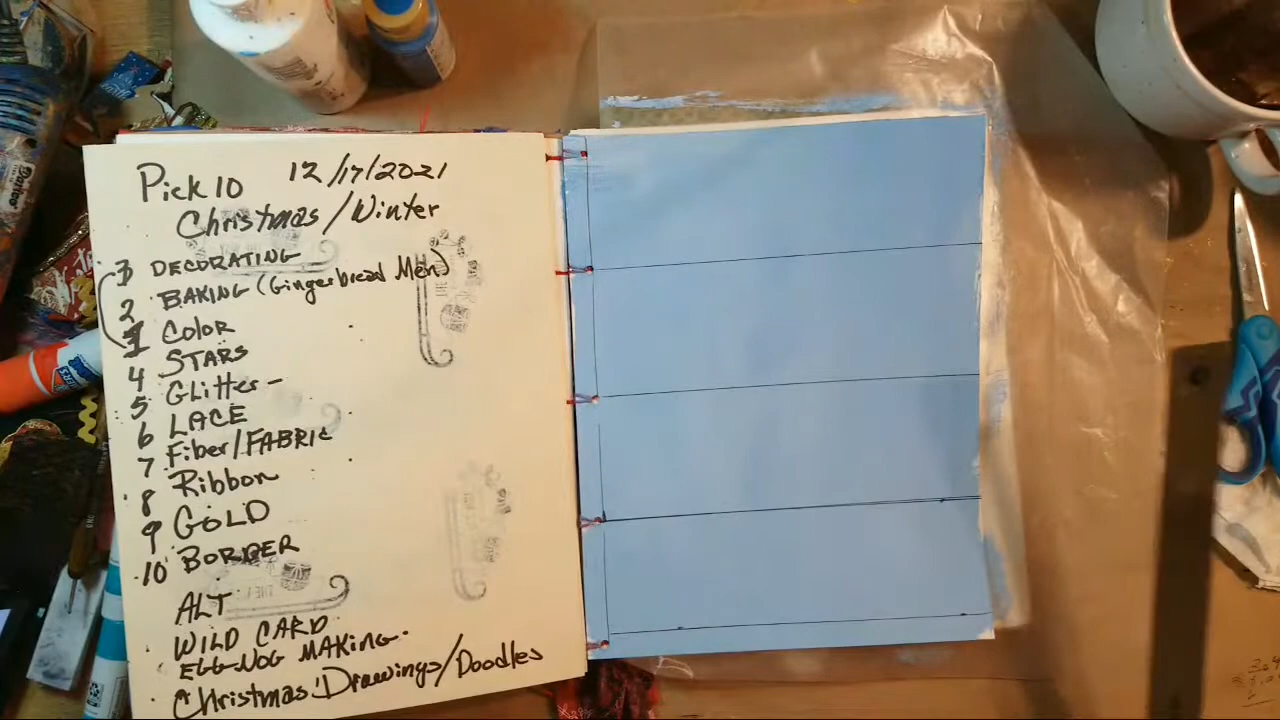 Pick 10 12/17/2021
Christmas/Winter
3 DECORATING
2 BAKING (Gingerbread Men)
1 Color
4 STARS
5 Glitter -
6 LACE
7 Fiber/FABRIC
8 Ribbon
9 GOLD
10 BORDER
ALT
WILD CARD
EGG-NOG MAKING.
Christmas Drawings/Doodles